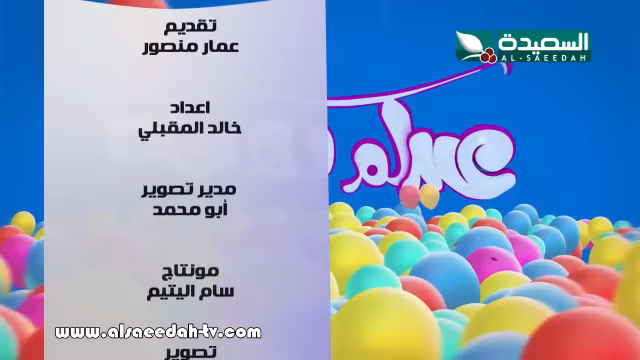 السعيدة
AL-SAEEDAH
تقديم
عمار منصور
اعداد
خالد المقبلي
مدير تصوير
أبو محمد
مونتاج
سام اليتيم
تصوير
www.alsaeedah-tv.com